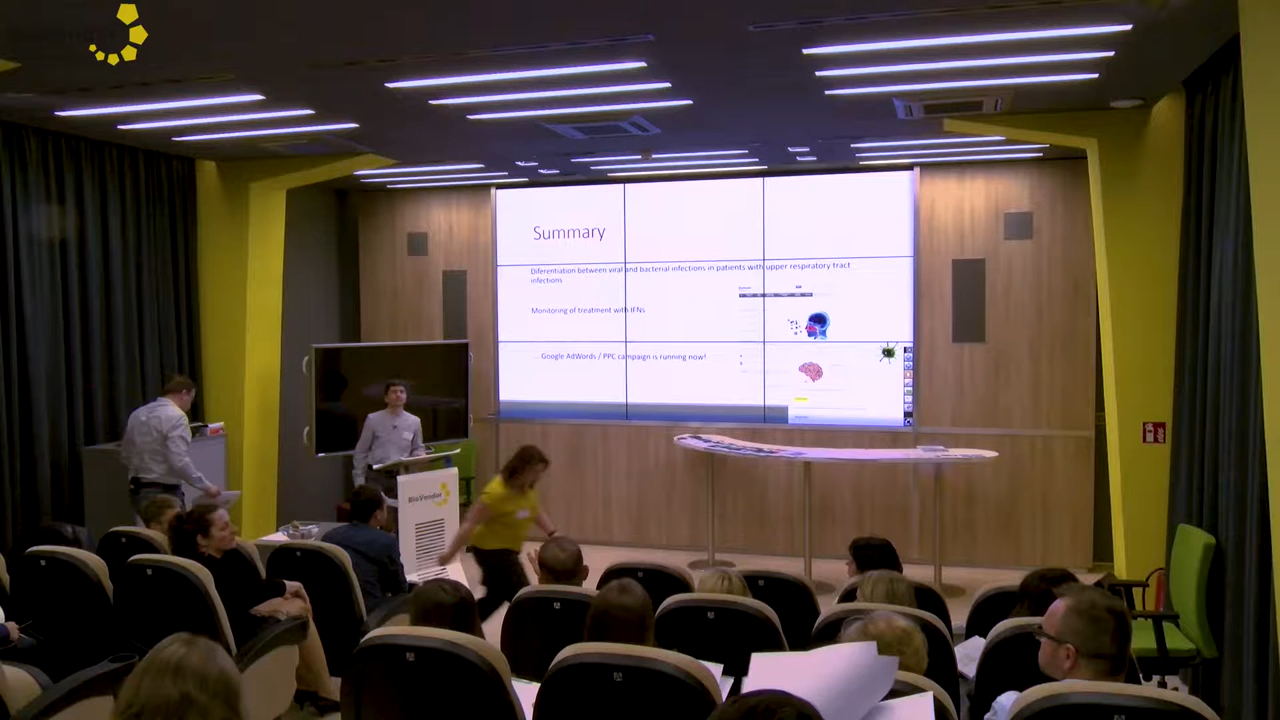 Summary
Diferentiation between viral and bacterial infections in patients with upper respiratory tract
infections
Monitoring of treatment with IFNs
... Google AdWords / PPC campaign is running now!
BioVendor